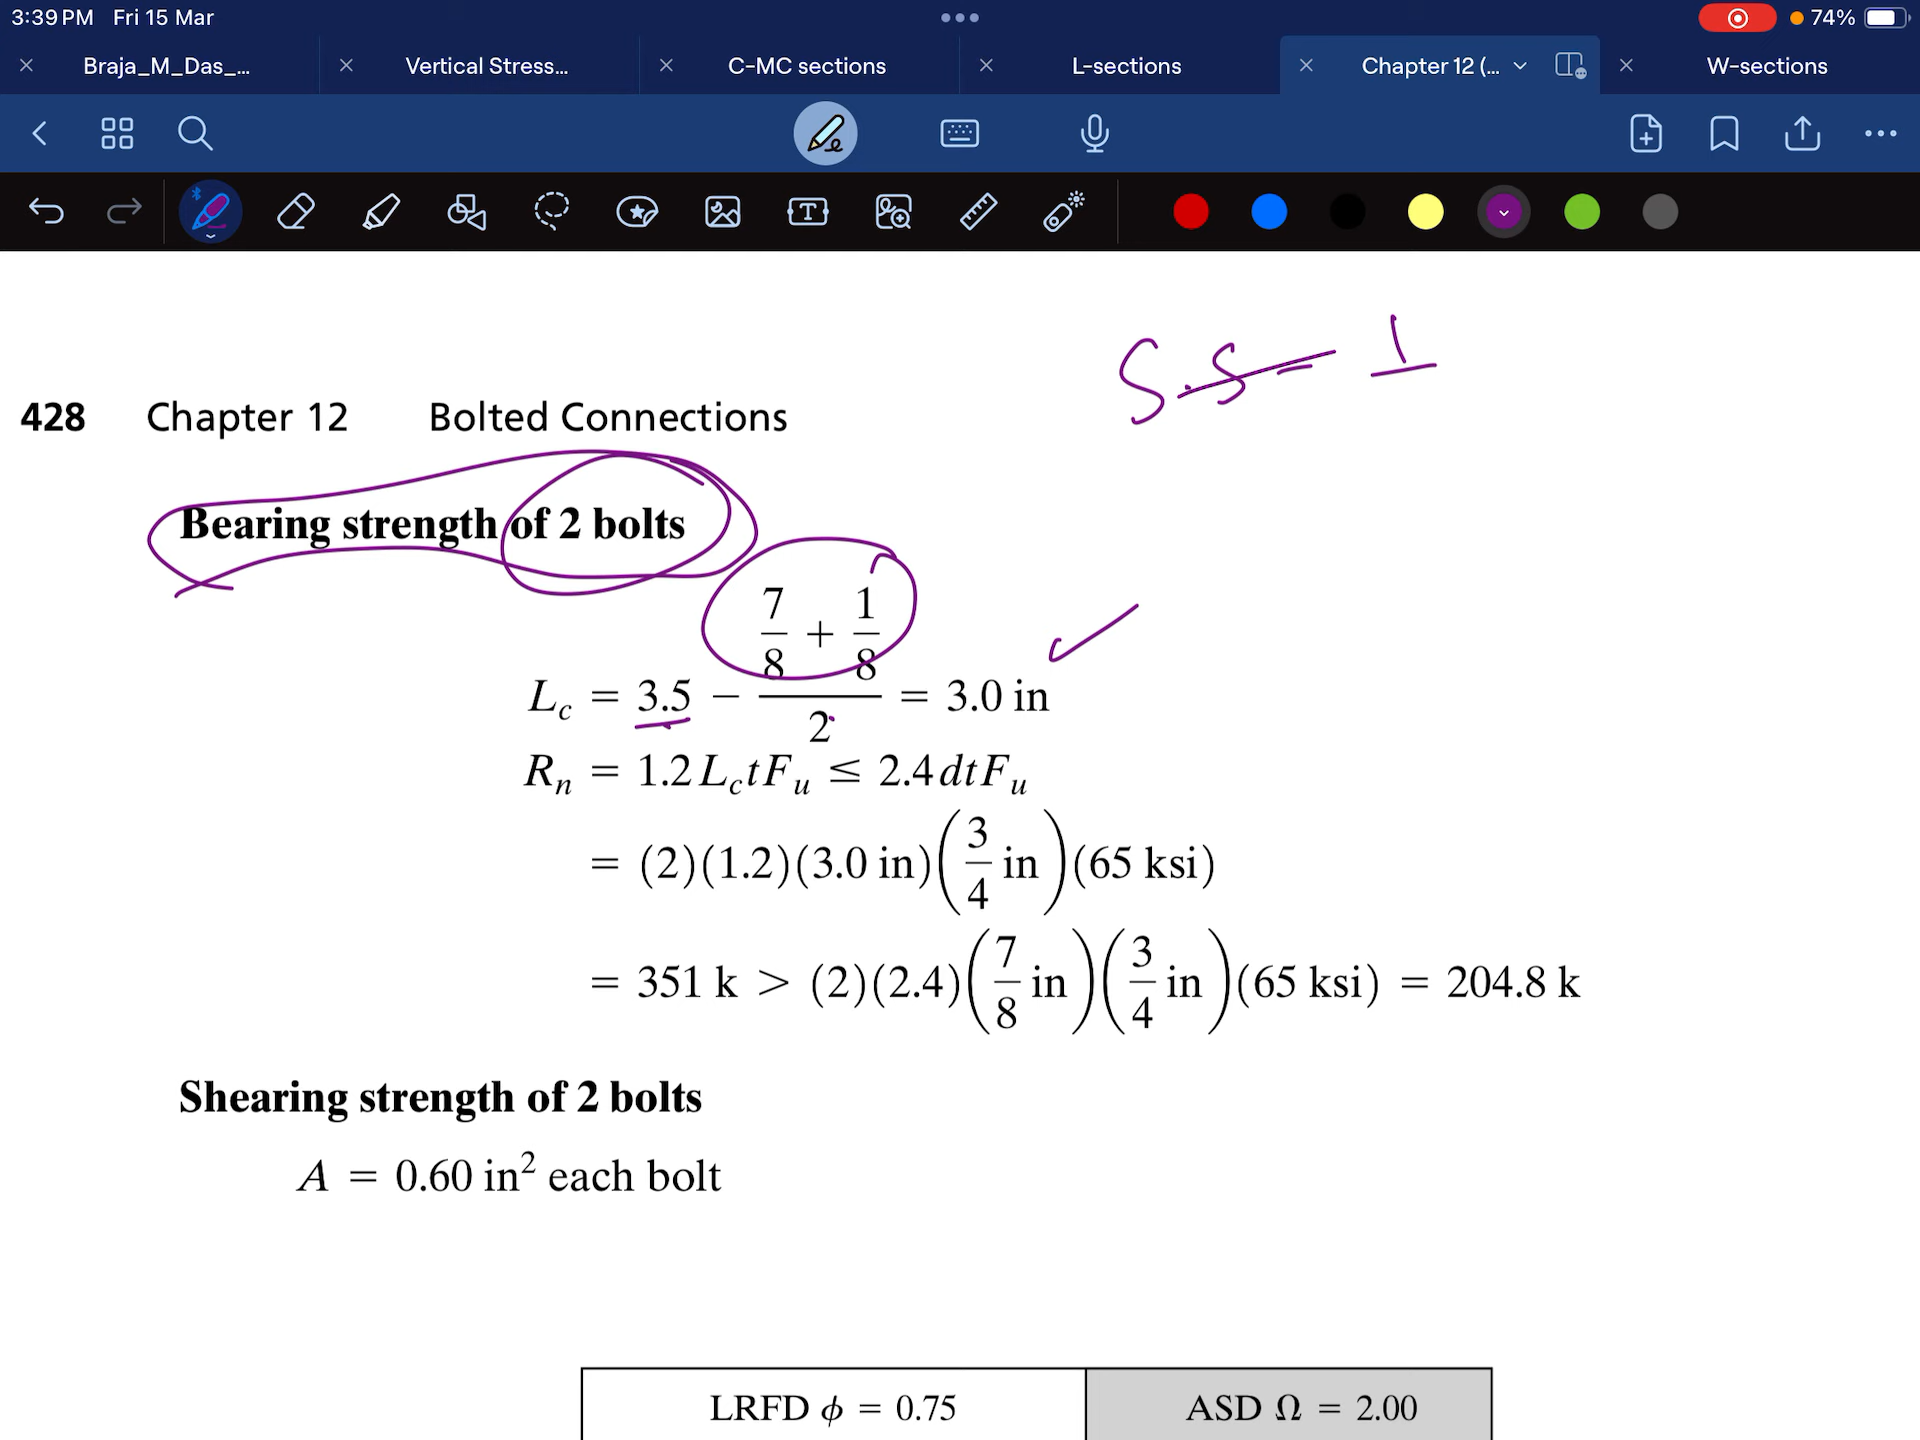 3:39 PM Fri 15 Mar 74%
Braja_M_Das_... Vertical Stress... C-MC sections L-sections Chapter 12 (... W-sections
S.S = 1
428 Chapter 12 Bolted Connections
Bearing strength of 2 bolts
L_c = 3.5 − (7/8 + 1/8)/2 = 3.0 in
R_n = 1.2 L_c t F_u ≤ 2.4 d t F_u
= (2)(1.2)(3.0 in)(3/4 in)(65 ksi)
= 351 k > (2)(2.4)(7/8 in)(3/4 in)(65 ksi) = 204.8 k
Shearing strength of 2 bolts
A = 0.60 in² each bolt
LRFD ϕ = 0.75 ASD Ω = 2.00